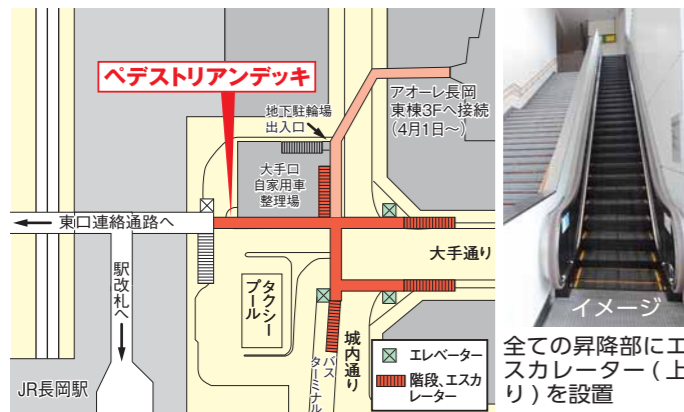 ペデストリアンデッキ
アオーレ長岡
東棟3Fへ接続
(4月1日～)
地下駐輪場
出入口
大手口
自家用車
整理場
東口連絡通路へ
大手通り
駅改札へ
タクシー
プール
城内通り
バス
ターミナル
JR長岡駅
エレベーター
階段、エスカ
レーター
イメージ
全ての昇降部にエ
スカレーター(上
り)を設置